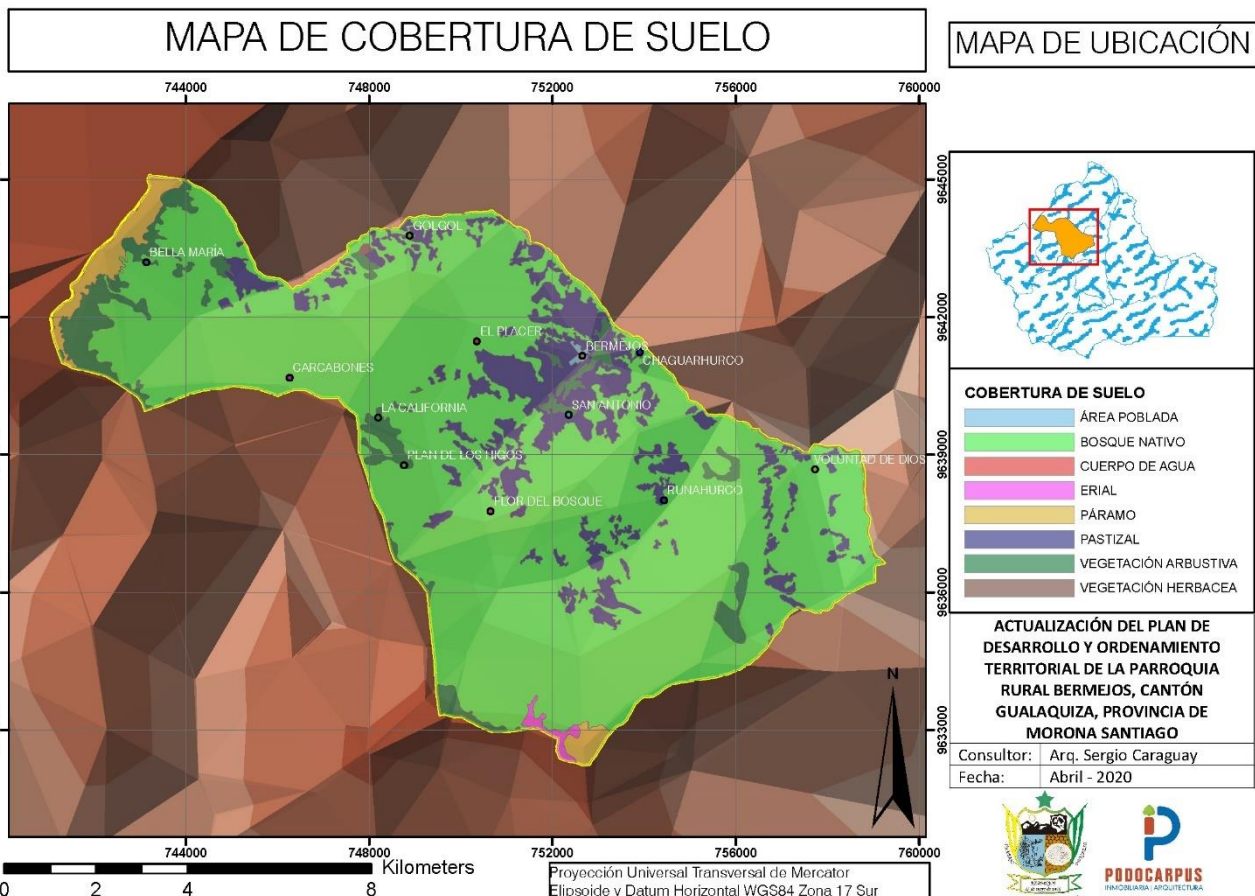 MAPA DE COBERTURA DE SUELO
MAPA DE UBICACIÓN
744000
748000
752000
756000
760000
9645000
9642000
9639000
9636000
9633000
GOLGOL
BELLA MARÍA
EL PLACER
BERMEJOS
CHAGUARHURCO
CARCABONES
LA CALIFORNIA
SAN ANTONIO
PLAN DE LOS HIGOS
VOLUNTAD DE DIOS
RUNAHURCO
FLOR DEL BOSQUE
N
744000
748000
752000
756000
760000
Kilometers
0
2
4
8
Proyección Universal Transversal de Mercator
Elipsoide y Datum Horizontal WGS84 Zona 17 Sur
COBERTURA DE SUELO
ÁREA POBLADA
BOSQUE NATIVO
CUERPO DE AGUA
ERIAL
PÁRAMO
PASTIZAL
VEGETACIÓN ARBUSTIVA
VEGETACIÓN HERBACEA
ACTUALIZACIÓN DEL PLAN DE
DESARROLLO Y ORDENAMIENTO
TERRITORIAL DE LA PARROQUIA
RURAL BERMEJOS, CANTÓN
GUALAQUIZA, PROVINCIA DE
MORONA SANTIAGO
Consultor: Arq. Sergio Caraguay
Fecha: Abril - 2020
PODOCARPUS
INMOBILIARIA | ARQUITECTURA